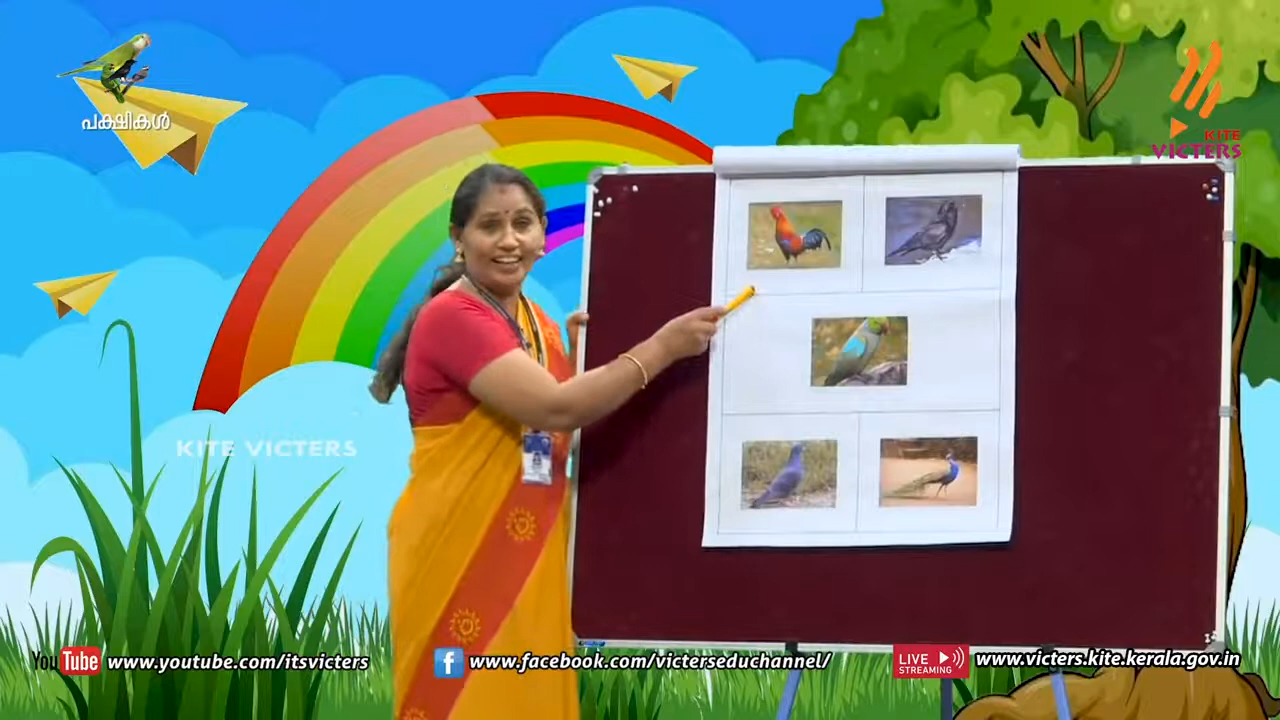 പക്ഷികൾ
KITE
VICTERS
KITE VICTERS
YouTube www.youtube.com/itsvicters
f www.facebook.com/victerseduchannel/
LIVE
STREAMING
www.victers.kite.kerala.gov.in